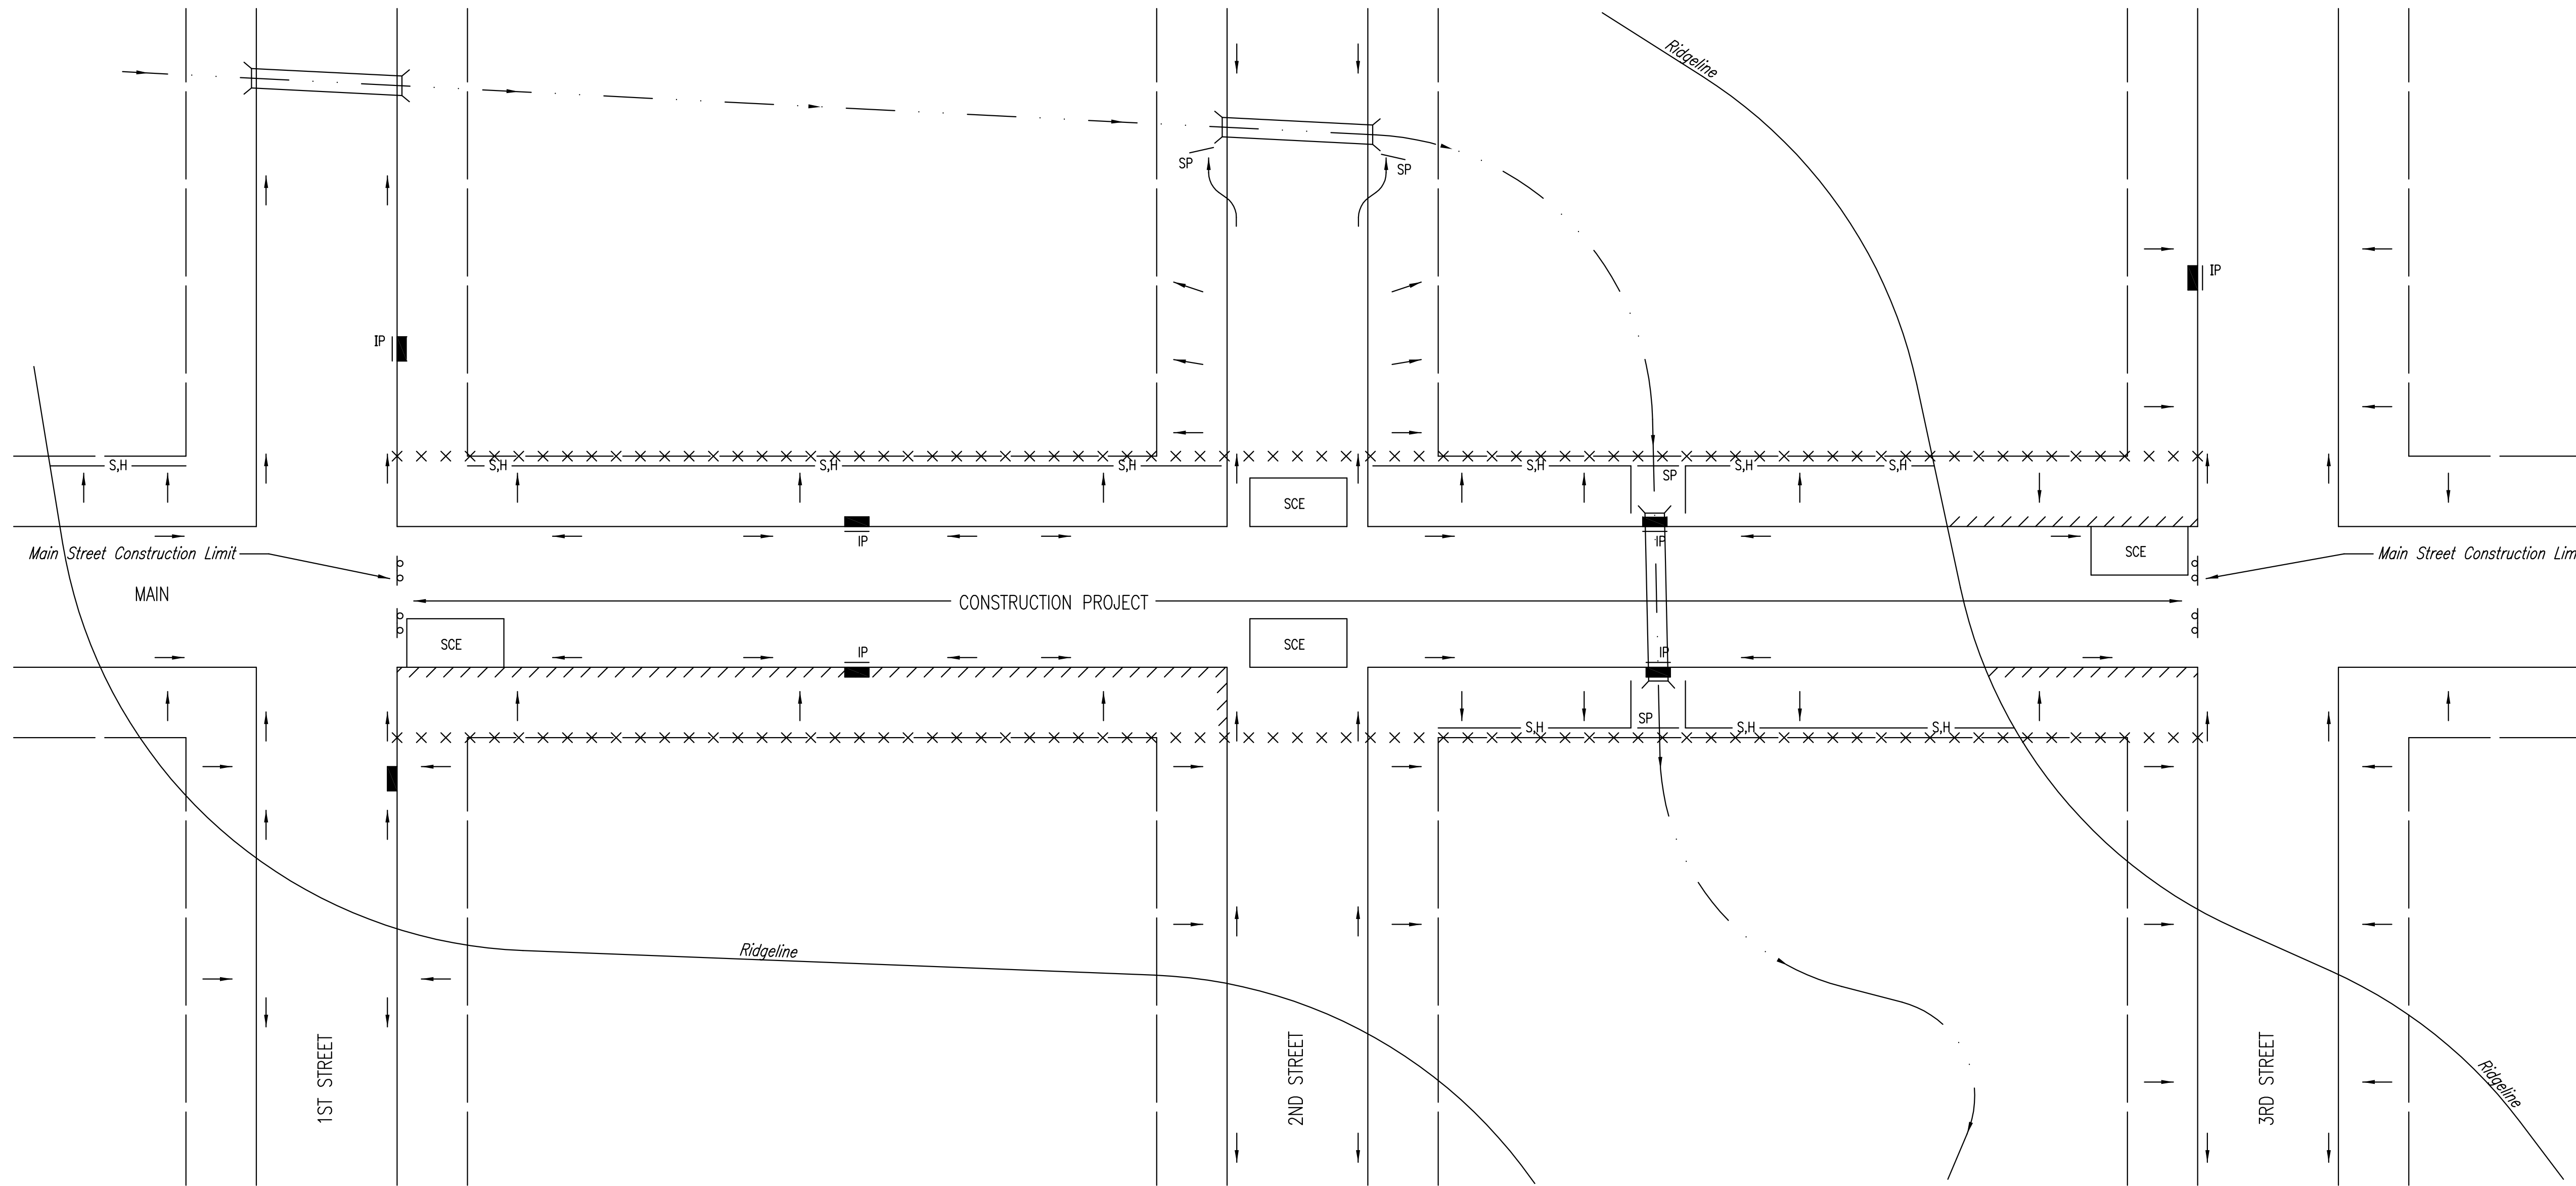 Ridgeline
SP
SP
IP
IP
S,H
S,H
S,H
S,H
S,H
SP
S,H
S,H
SCE
IP
IP
SCE
Main Street Construction Limit
Main Street Construction Lim
MAIN
CONSTRUCTION PROJECT
SCE
SCE
IP
IP
SP
S,H
S,H
S,H
Ridgeline
1ST STREET
2ND STREET
3RD STREET
Ridgeline